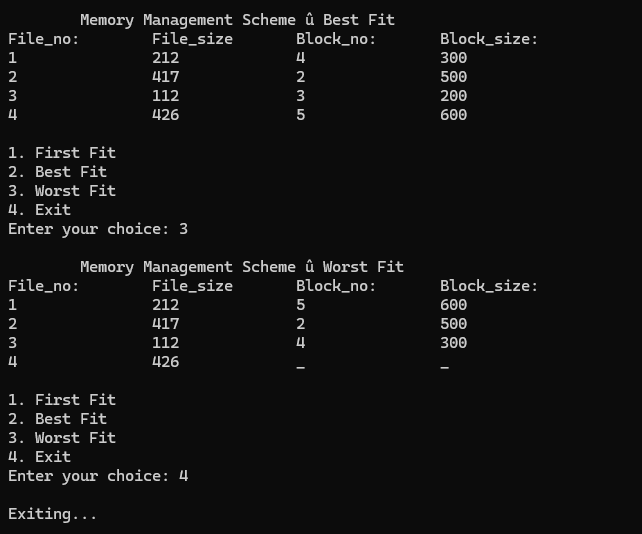 Memory Management Scheme û Best Fit
File_no: File_size Block_no: Block_size:
1 212 4 300
2 417 2 500
3 112 3 200
4 426 5 600
1. First Fit
2. Best Fit
3. Worst Fit
4. Exit
Enter your choice: 3
Memory Management Scheme û Worst Fit
File_no: File_size Block_no: Block_size:
1 212 5 600
2 417 2 500
3 112 4 300
4 426 _ _
1. First Fit
2. Best Fit
3. Worst Fit
4. Exit
Enter your choice: 4
Exiting...